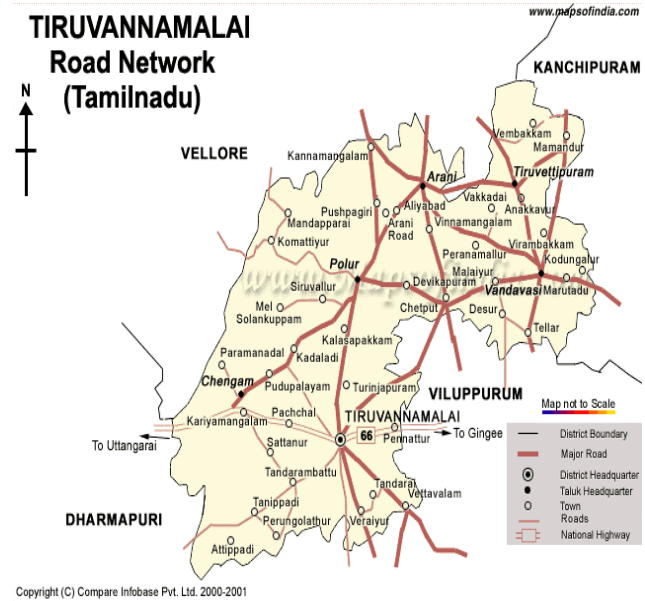 www.mapsofindia.com
TIRUVANNAMALAI
Road Network
(Tamilnadu)
KANCHIPURAM
N
Vembakkam
Mamandur
VELLORE
Kannamangalam
Arani
Tiruvettipuram
Vakkadai
Anakkavur
Pushpagiri
Aliyabad
Mandapparai
Arani
Road
Vinnamangalam
Virambakkam
Komattiyur
Peranamallur
Kodungalur
Polur
www.mapsofindia.com
Malaiyur
Siruvallur
Devikapuram
Vandavasi
Marutadu
Mel
Solankuppam
Chetput
Desur
Tellar
Kalasapakkam
Paramanadal
Kadaladi
Chengam
Pudupalayam
Turinjapuram
VILUPPURUM
Map not to Scale
Kariyamangalam
Pachchal
TIRUVANNAMALAI
66
Pennattur
To Gingee
To Uttangarai
Sattanur
District Boundary
Major Road
District Headquarter
Taluk Headquarter
Town
Roads
National Highway
Tandarambattu
Tandarai
Vettavalam
Tanippadi
Perungolathur
Veraiyur
DHARMAPURI
Attippadi
Copyright (C) Compare Infobase Pvt. Ltd. 2000-2001